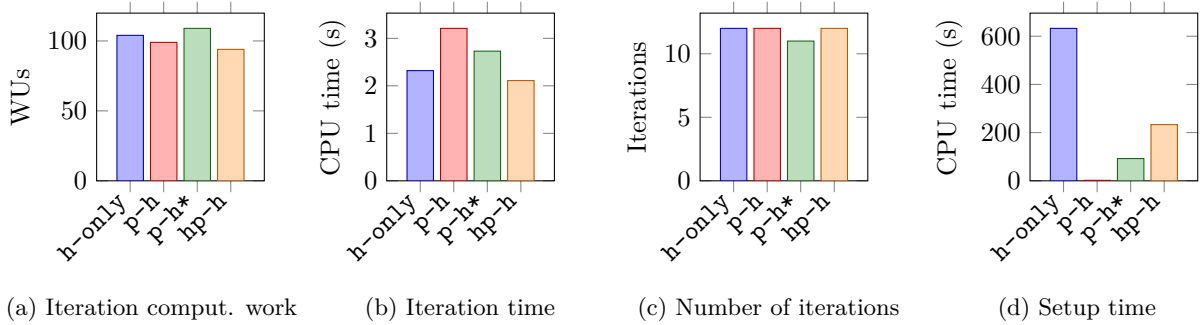 100
50
0
WUs
h-only
p-h
p-h*
hp-h
(a) Iteration comput. work
3
2
1
0
CPU time (s)
h-only
p-h
p-h*
hp-h
(b) Iteration time
10
5
0
Iterations
h-only
p-h
p-h*
hp-h
(c) Number of iterations
600
400
200
0
CPU time (s)
h-only
p-h
p-h*
hp-h
(d) Setup time